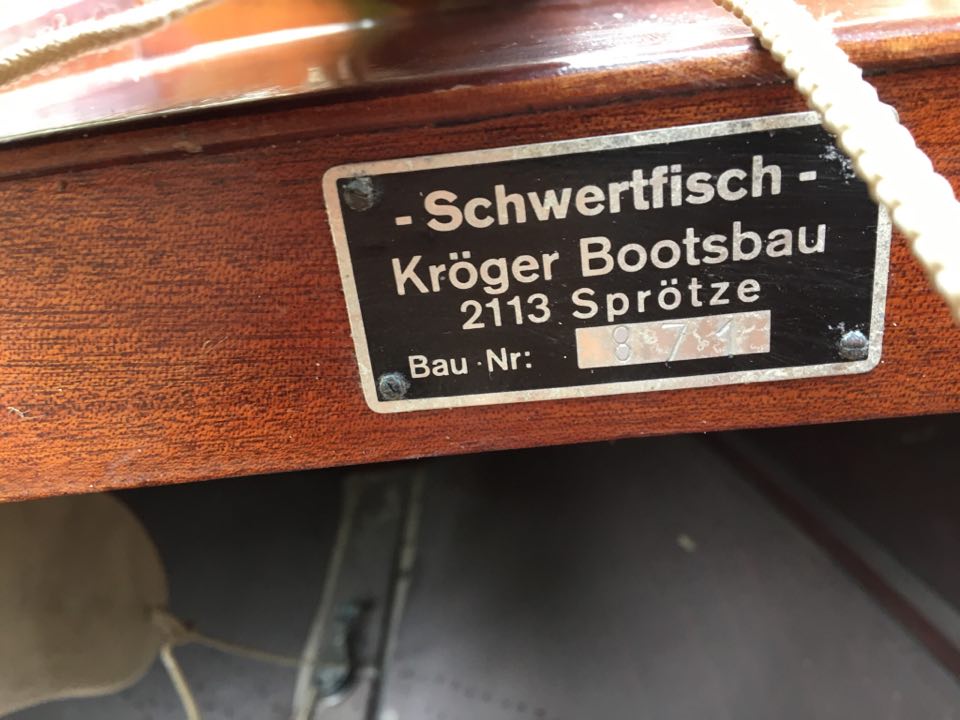 - Schwertfisch -
Kröger Bootsbau
2113 Sprötze
Bau·Nr: 871